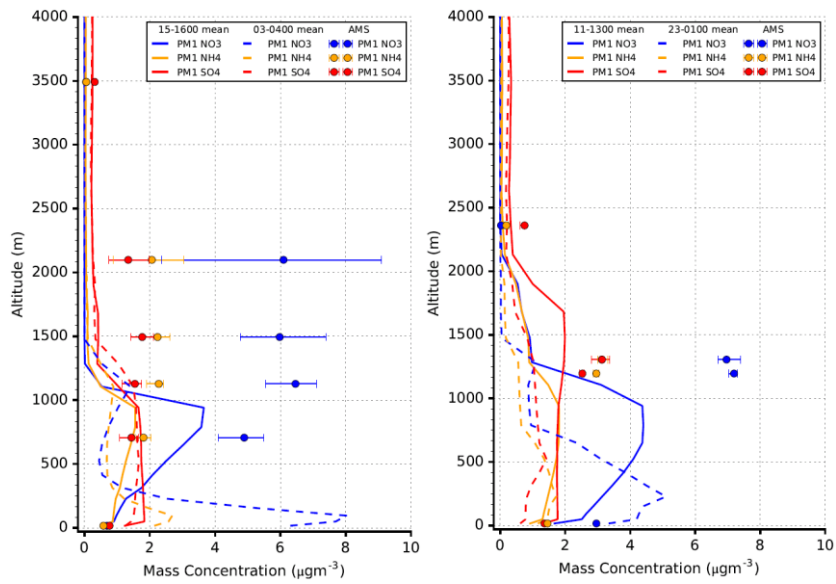 15-1600 mean 03-0400 mean AMS
PM1 NO3 PM1 NO3 PM1 NO3
PM1 NH4 PM1 NH4 PM1 NH4
PM1 SO4 PM1 SO4 PM1 SO4
4000
3500
3000
2500
2000
1500
1000
500
0
Altitude (m)
0 2 4 6 8 10
Mass Concentration (μgm⁻³)
11-1300 mean 23-0100 mean AMS
PM1 NO3 PM1 NO3 PM1 NO3
PM1 NH4 PM1 NH4 PM1 NH4
PM1 SO4 PM1 SO4 PM1 SO4
4000
3500
3000
2500
2000
1500
1000
500
0
Altitude (m)
0 2 4 6 8 10
Mass Concentration (μgm⁻³)